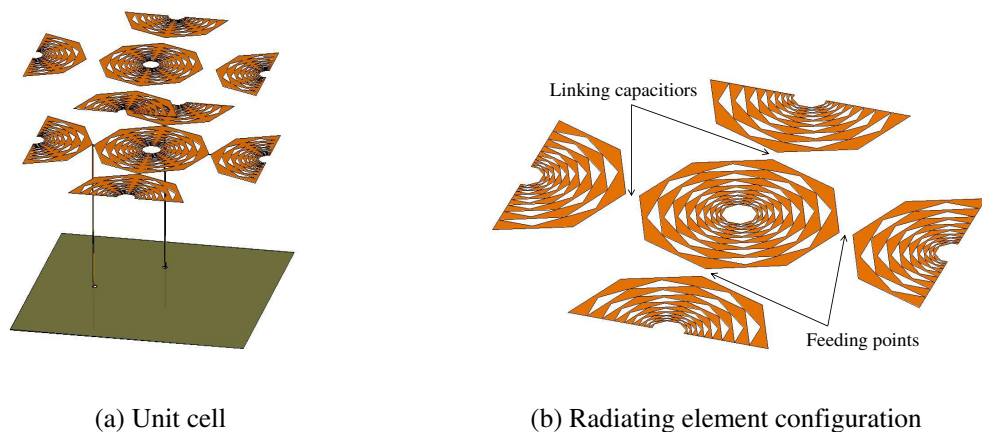 Linking capacitiors
Feeding points
(a) Unit cell
(b) Radiating element configuration